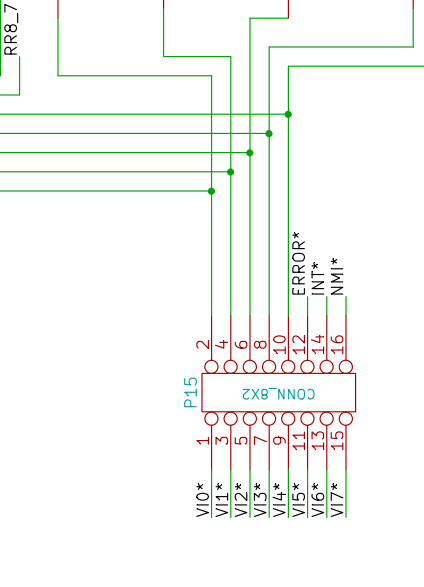 RR8_7
ERROR*
INT*
NMI*
2
4
6
8
10
12
14
16
P15
CONN_8X2
1
3
5
7
9
11
13
15
VI0*
VI1*
VI2*
VI3*
VI4*
VI5*
VI6*
VI7*